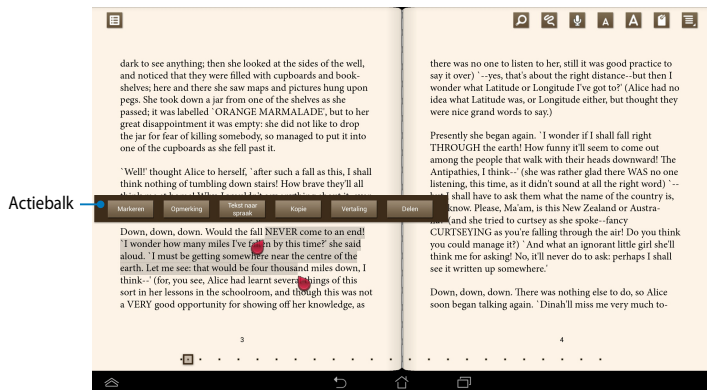 dark to see anything; then she looked at the sides of the well,
and noticed that they were filled with cupboards and book-
shelves; here and there she saw maps and pictures hung upon
pegs. She took down a jar from one of the shelves as she
passed; it was labelled `ORANGE MARMALADE', but to her
great disappointment it was empty: she did not like to drop
the jar for fear of killing somebody, so managed to put it into
one of the cupboards as she fell past it.
`Well!' thought Alice to herself, `after such a fall as this, I shall
think nothing of tumbling down stairs! How brave they'll all
Actiebalk
Markeren
Opmerking
Tekst naar
spraak
Kopie
Vertaling
Delen
Down, down, down. Would the fall NEVER come to an end!
`I wonder how many miles I've fallen by this time?' she said
aloud. `I must be getting somewhere near the centre of the
earth. Let me see: that would be four thousand miles down, I
think--' (for, you see, Alice had learnt several things of this
sort in her lessons in the schoolroom, and though this was not
a VERY good opportunity for showing off her knowledge, as
3
there was no one to listen to her, still it was good practice to
say it over) `--yes, that's about the right distance--but then I
wonder what Latitude or Longitude I've got to?' (Alice had no
idea what Latitude was, or Longitude either, but thought they
were nice grand words to say.)
Presently she began again. `I wonder if I shall fall right
THROUGH the earth! How funny it'll seem to come out
among the people that walk with their heads downward! The
Antipathies, I think--' (she was rather glad there WAS no one
listening, this time, as it didn't sound at all the right word) `--
but I shall have to ask them what the name of the country is,
know. Please, Ma'am, is this New Zealand or Austra-
(and she tried to curtsey as she spoke--fancy
CURTSEYING as you're falling through the air! Do you think
you could manage it?) `And what an ignorant little girl she'll
think me for asking! No, it'll never do to ask: perhaps I shall
see it written up somewhere.'
Down, down, down. There was nothing else to do, so Alice
soon began talking again. `Dinah'll miss me very much to-
4